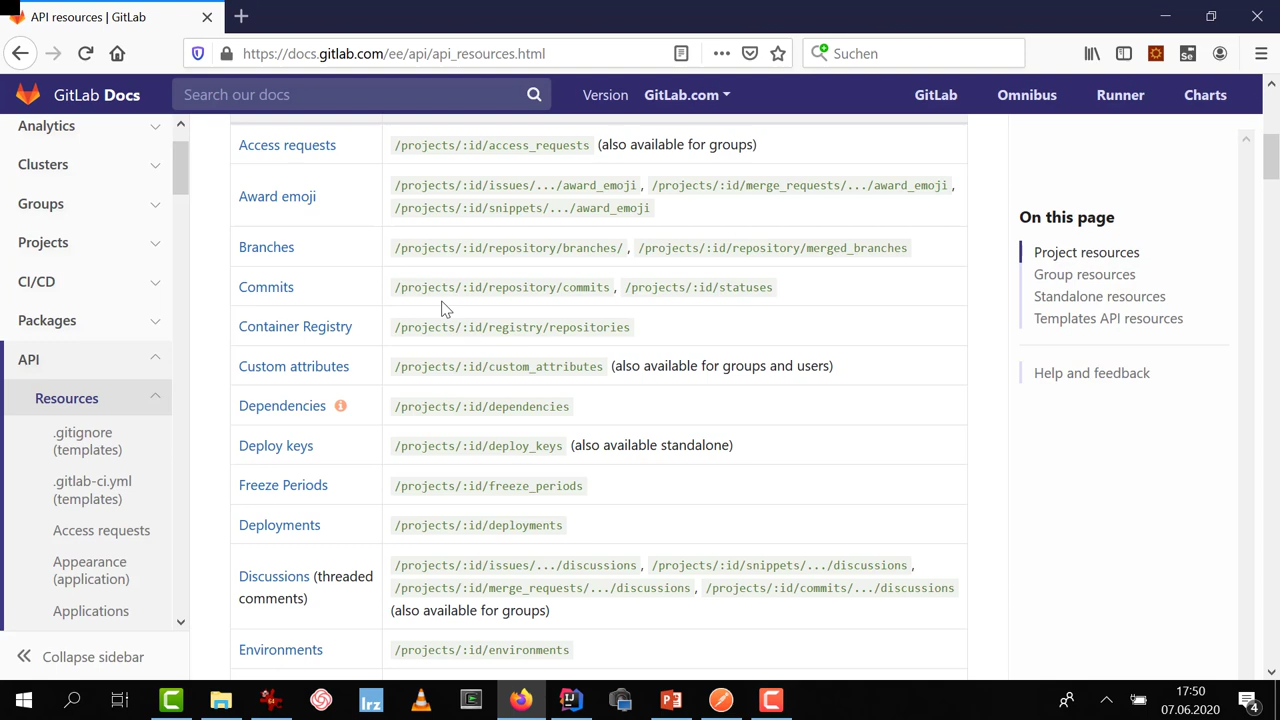 API resources | GitLab
https://docs.gitlab.com/ee/api/api_resources.html
Suchen
GitLab Docs
Search our docs
Version GitLab.com
GitLab
Omnibus
Runner
Charts
Analytics
Clusters
Groups
Projects
CI/CD
Packages
API
Resources
.gitignore
(templates)
.gitlab-ci.yml
(templates)
Access requests
Appearance
(application)
Applications
Collapse sidebar
Access requests /projects/:id/access_requests (also available for groups)
Award emoji /projects/:id/issues/.../award_emoji, /projects/:id/merge_requests/.../award_emoji,
/projects/:id/snippets/.../award_emoji
Branches /projects/:id/repository/branches/, /projects/:id/repository/merged_branches
Commits /projects/:id/repository/commits, /projects/:id/statuses
Container Registry /projects/:id/registry/repositories
Custom attributes /projects/:id/custom_attributes (also available for groups and users)
Dependencies /projects/:id/dependencies
Deploy keys /projects/:id/deploy_keys (also available standalone)
Freeze Periods /projects/:id/freeze_periods
Deployments /projects/:id/deployments
Discussions (threaded
comments)
/projects/:id/issues/.../discussions, /projects/:id/snippets/.../discussions,
/projects/:id/merge_requests/.../discussions, /projects/:id/commits/.../discussions
(also available for groups)
Environments /projects/:id/environments
On this page
Project resources
Group resources
Standalone resources
Templates API resources
Help and feedback
lrz
17:50
07.06.2020
4